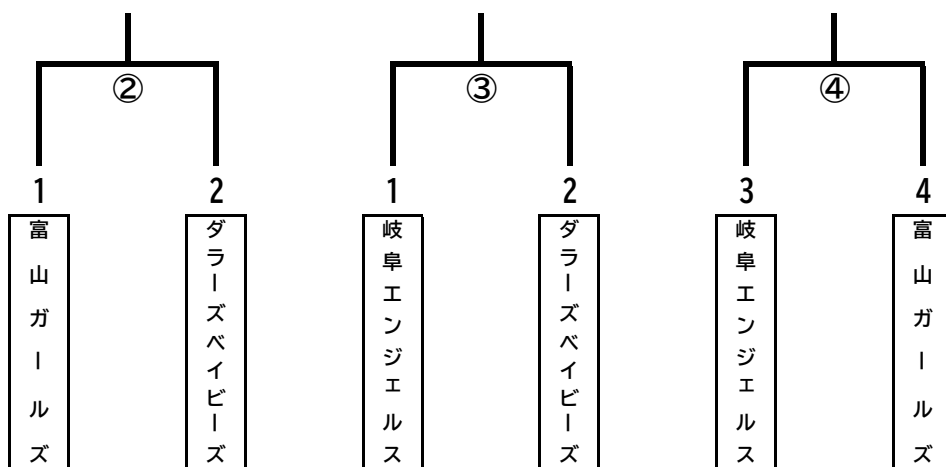 ② ③ ④
1 2 1 2 3 4
富山ガールズ
ダラーズベイビーズ
岐阜エンジェルス
ダラーズベイビーズ
岐阜エンジェルス
富山ガールズ